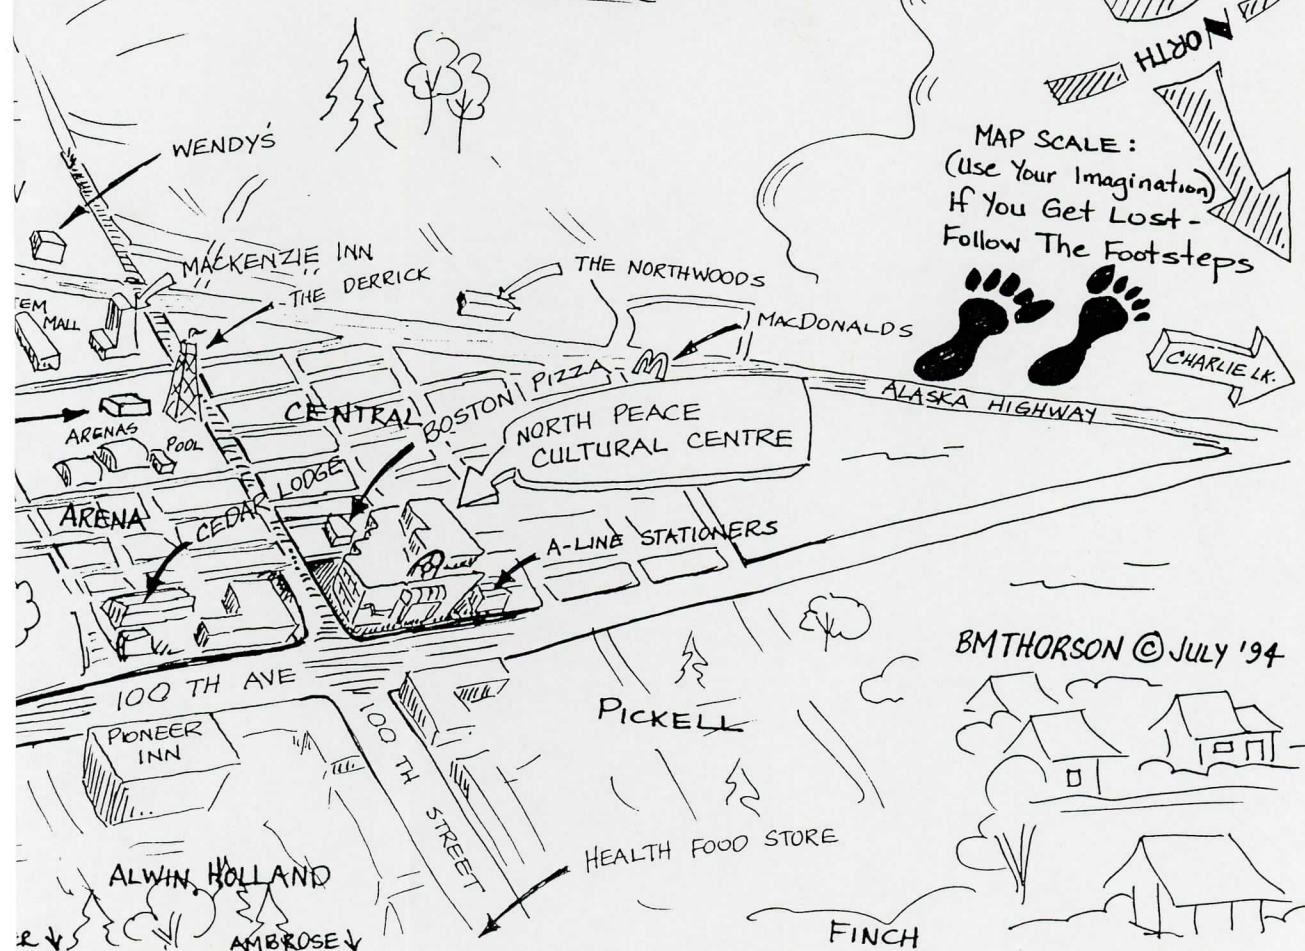 NORTH
MAP SCALE:
(Use Your Imagination)
If You Get Lost-
Follow The Footsteps
WENDY'S
MACKENZIE INN
THE DERRICK
THE NORTHWOODS
MALL
MACDONALDS
CHARLIE LK.
ALASKA HIGHWAY
BOSTON PIZZA
CENTRAL
NORTH PEACE
CULTURAL CENTRE
ARENAS
POOL
ARENA
CEDAR LODGE
A-LINE STATIONERS
100 TH AVE
100 TH STREET
PIONEER
INN
PICKELL
BMTHORSON © JULY '94
HEALTH FOOD STORE
ALWIN HOLLAND
AMBROSE
FINCH